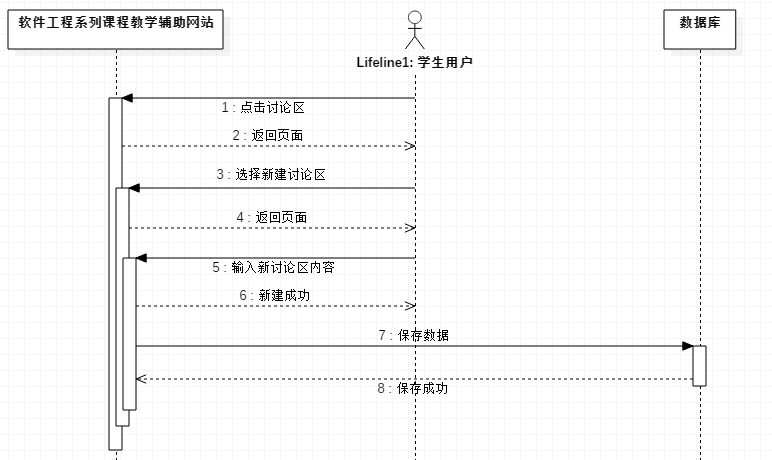 软件工程系列课程教学辅助网站
Lifeline1: 学生用户
数据库
1 : 点击讨论区
2 : 返回页面
3 : 选择新建讨论区
4 : 返回页面
5 : 输入新讨论区内容
6 : 新建成功
7 : 保存数据
8 : 保存成功